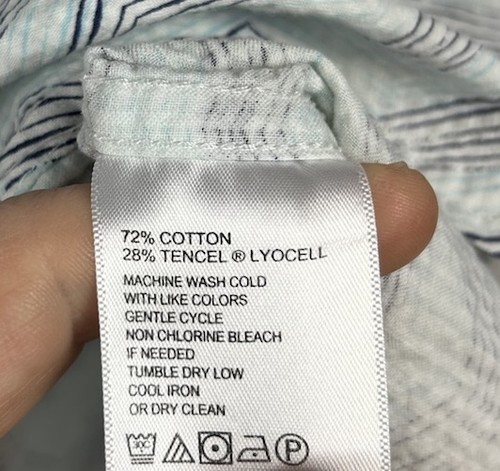 72% COTTON
28% TENCEL ® LYOCELL
MACHINE WASH COLD
WITH LIKE COLORS
GENTLE CYCLE
NON CHLORINE BLEACH
IF NEEDED
TUMBLE DRY LOW
COOL IRON
OR DRY CLEAN
30C P